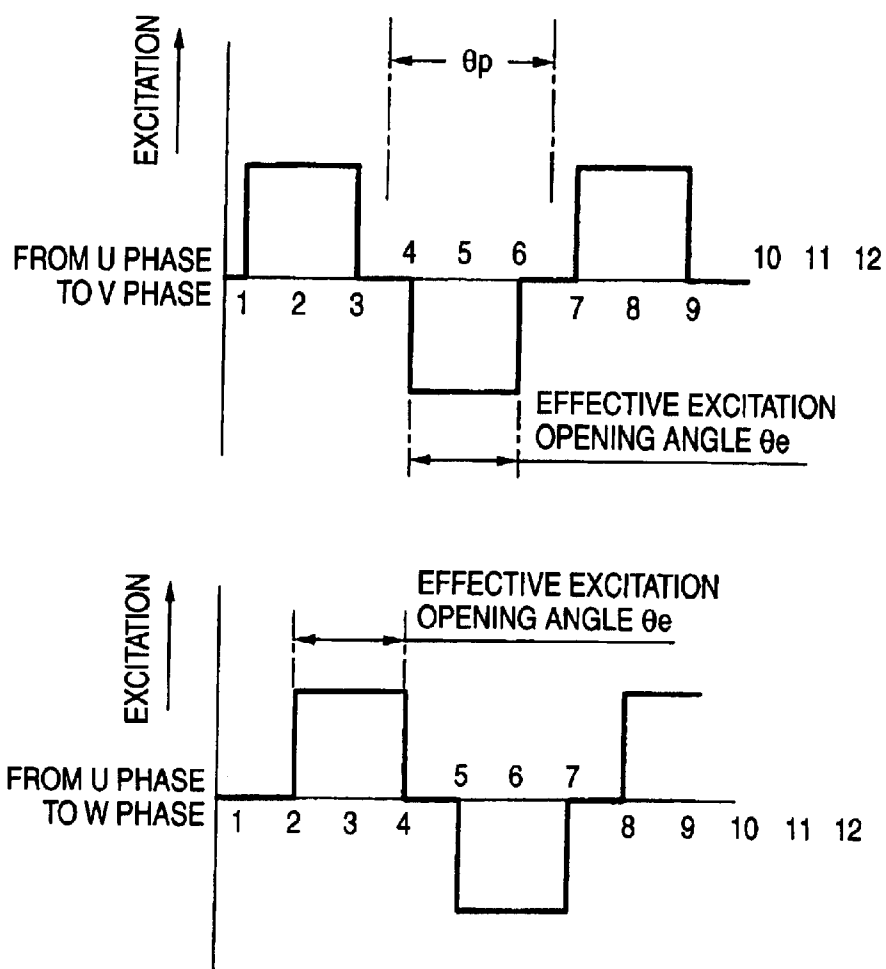 EXCITATION
θp
FROM U PHASE
TO V PHASE
4 5 6 10 11 12
1 2 3 7 8 9
EFFECTIVE EXCITATION
OPENING ANGLE θe
EXCITATION
EFFECTIVE EXCITATION
OPENING ANGLE θe
FROM U PHASE
TO W PHASE
5 6 7
1 2 3 4 8 9 10 11 12